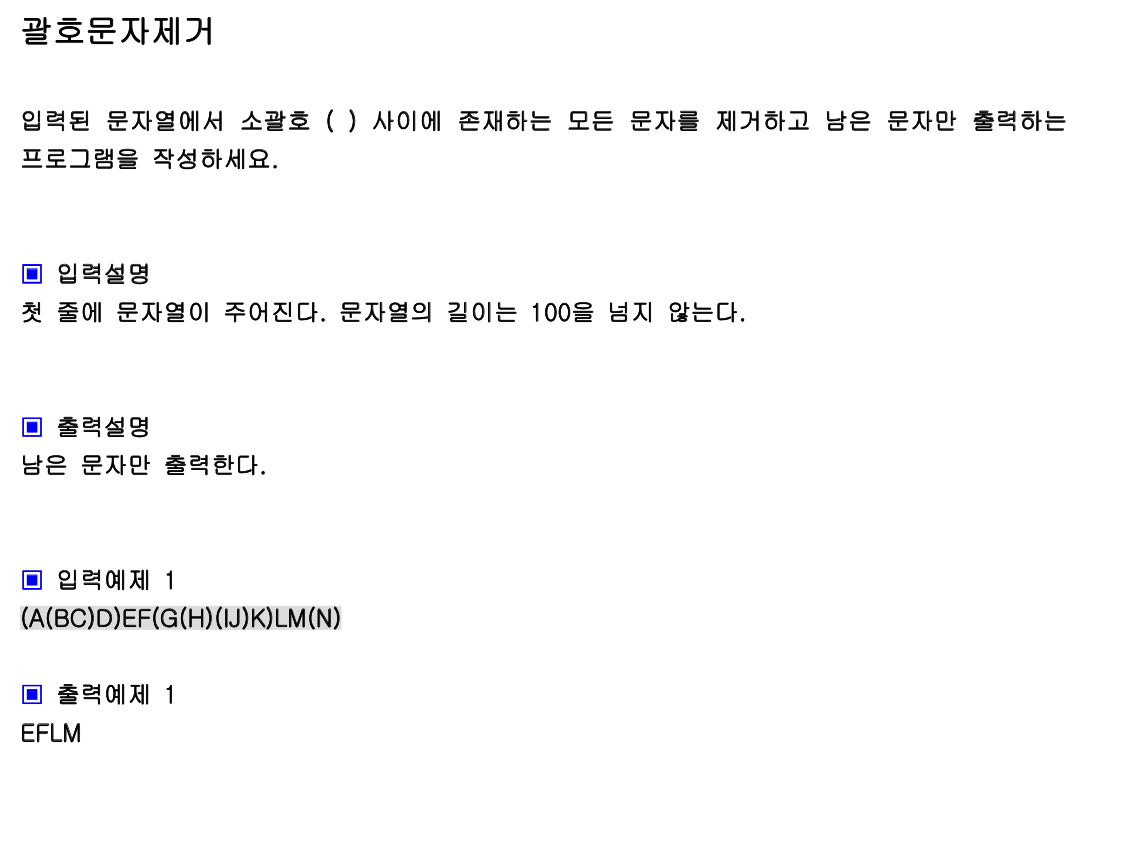 괄호문자제거
입력된 문자열에서 소괄호 ( ) 사이에 존재하는 모든 문자를 제거하고 남은 문자만 출력하는
프로그램을 작성하세요.
▣ 입력설명
첫 줄에 문자열이 주어진다. 문자열의 길이는 100을 넘지 않는다.
▣ 출력설명
남은 문자만 출력한다.
▣ 입력예제 1
(A(BC)D)EF(G(H)(IJ)K)LM(N)
▣ 출력예제 1
EFLM